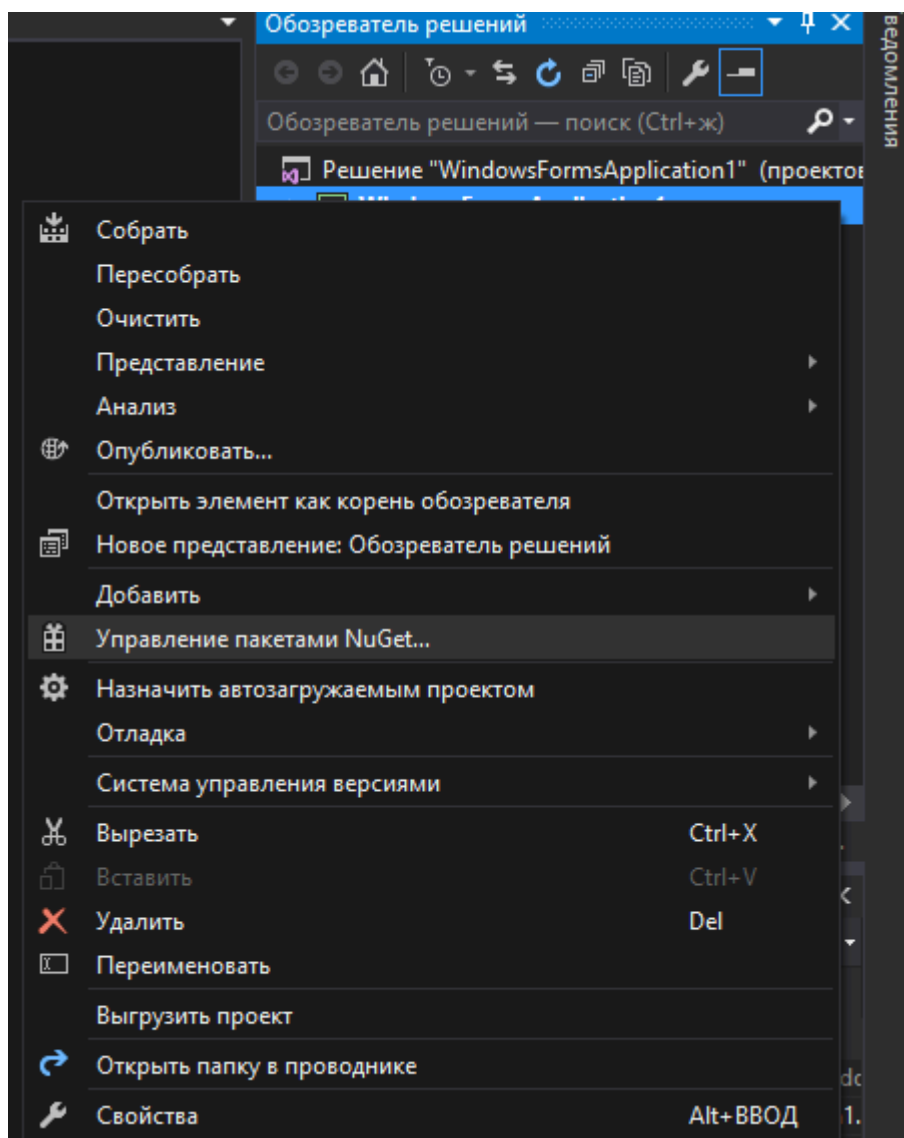 Обозреватель решений
ведомления
Обозреватель решений — поиск (Ctrl+ж)
Решение "WindowsFormsApplication1" (проектов
Собрать
Пересобрать
Очистить
Представление
Анализ
Опубликовать...
Открыть элемент как корень обозревателя
Новое представление: Обозреватель решений
Добавить
Управление пакетами NuGet...
Назначить автозагружаемым проектом
Отладка
Система управления версиями
Вырезать Ctrl+X
Вставить Ctrl+V
Удалить Del
Переименовать
Выгрузить проект
Открыть папку в проводнике
Свойства Alt+ВВОД